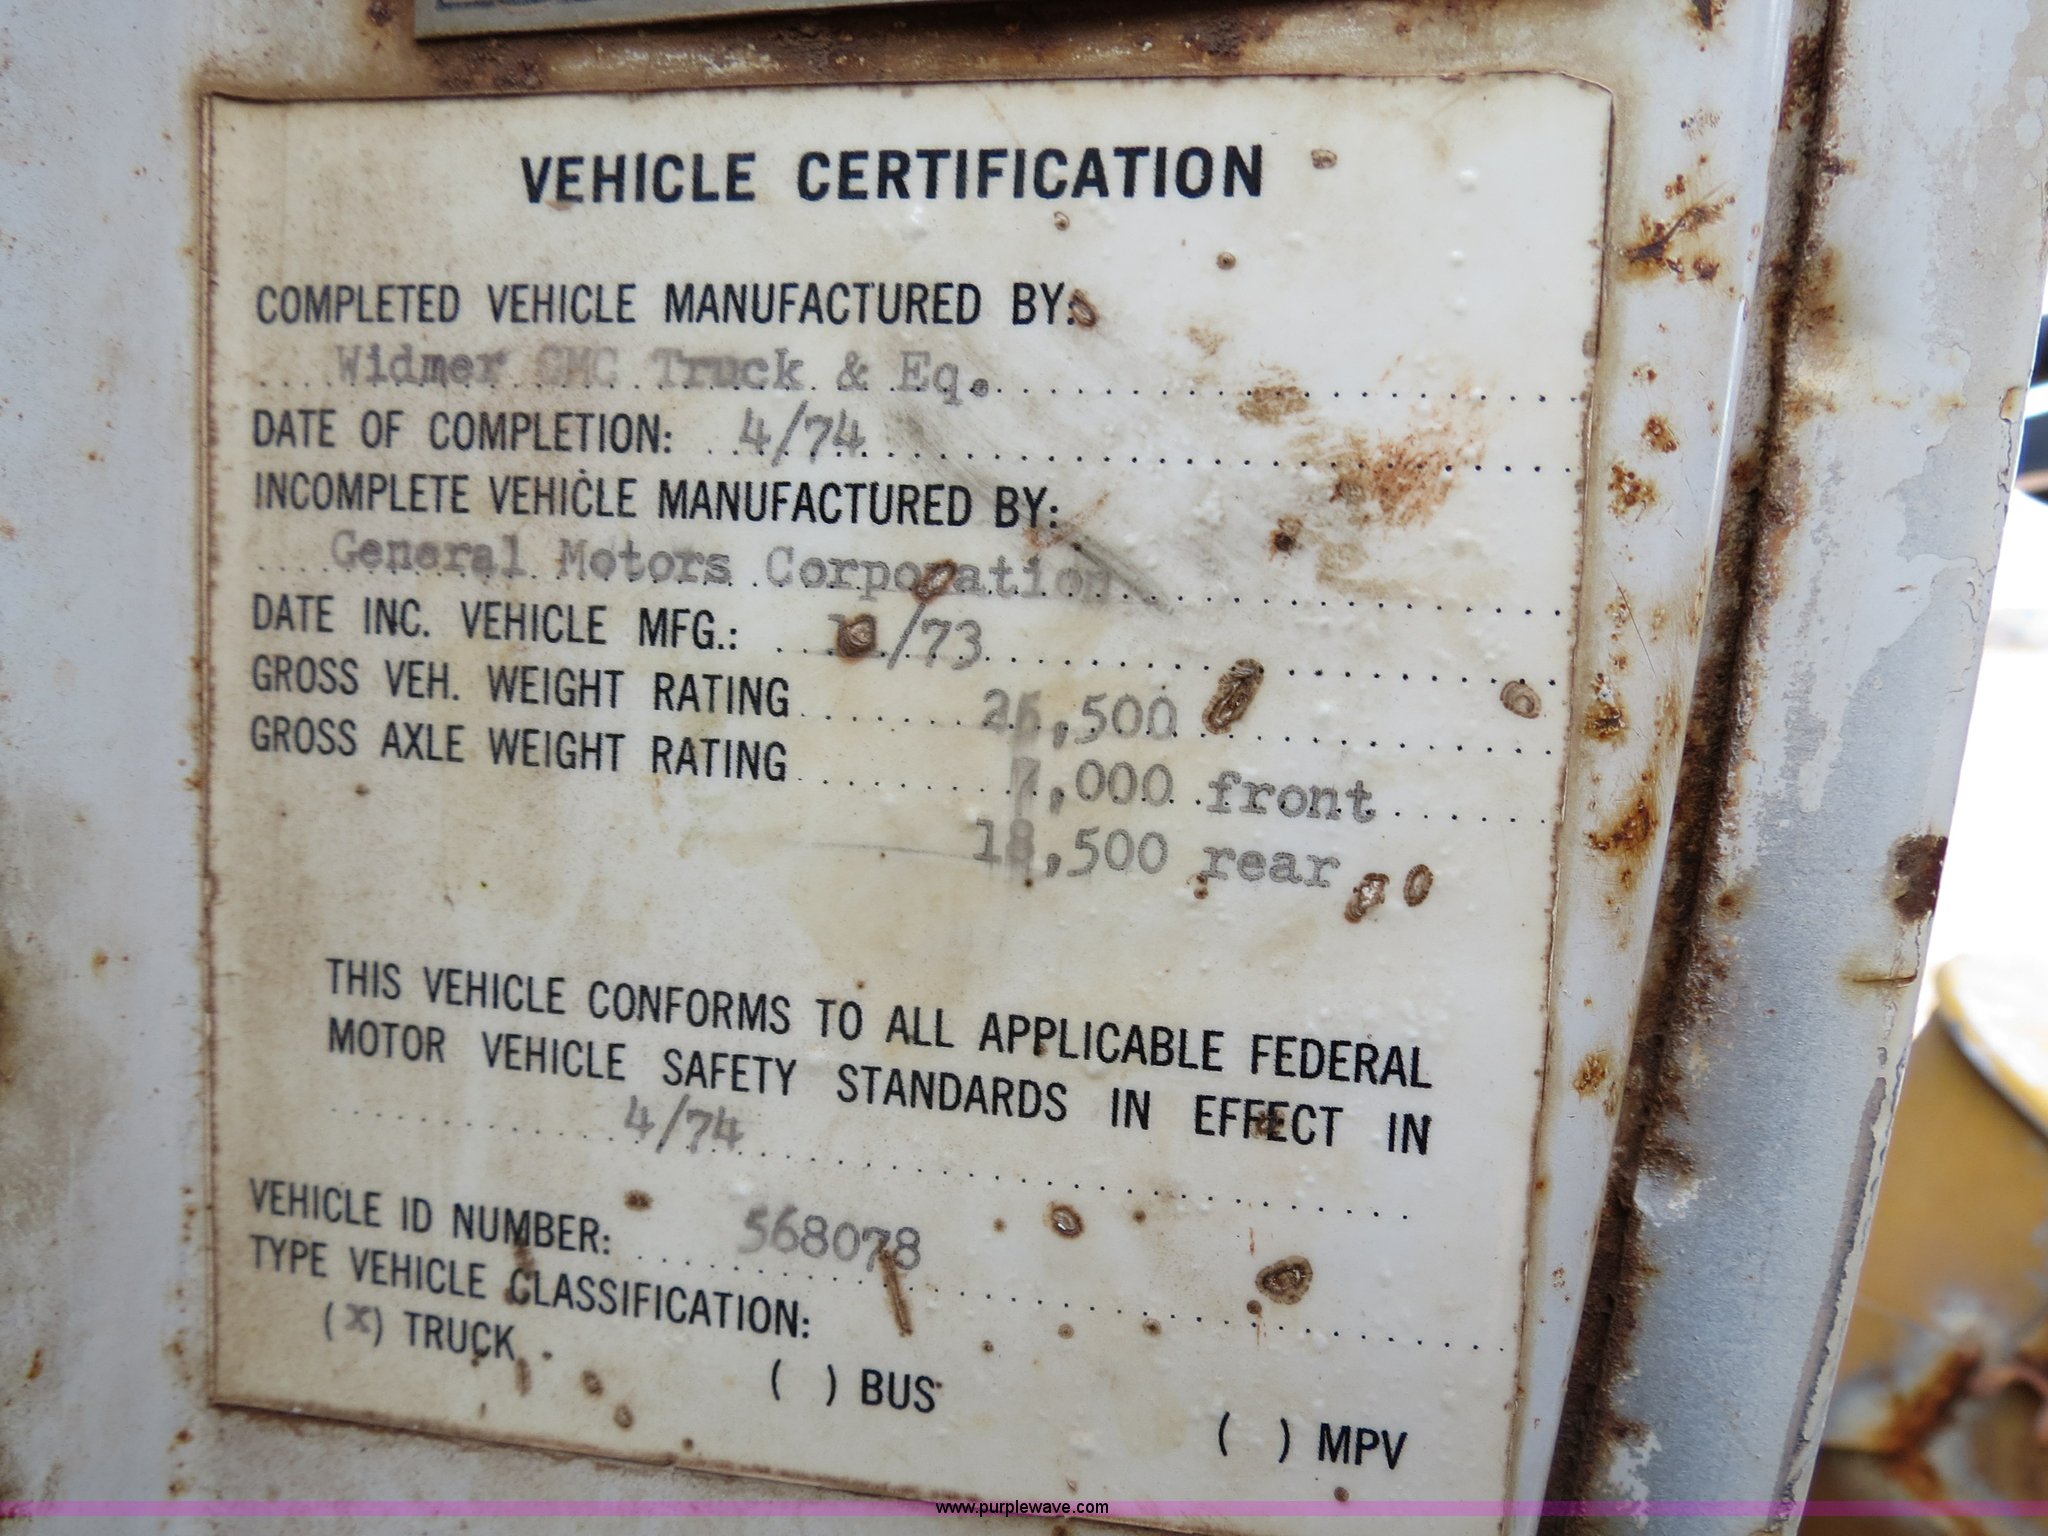 VEHICLE CERTIFICATION
COMPLETED VEHICLE MANUFACTURED BY:
Widmer GMC Truck & Eq.
DATE OF COMPLETION: 4/74
INCOMPLETE VEHICLE MANUFACTURED BY:
General Motors Corporation
DATE INC. VEHICLE MFG.: /73
GROSS VEH. WEIGHT RATING
GROSS AXLE WEIGHT RATING 7,000 front
18,500 rear
THIS VEHICLE CONFORMS TO ALL APPLICABLE FEDERAL
MOTOR VEHICLE SAFETY STANDARDS IN EFFECT IN
4/74
VEHICLE ID NUMBER: 568078
TYPE VEHICLE CLASSIFICATION:
(x) TRUCK
( ) BUS
( ) MPV
www.purplewave.com